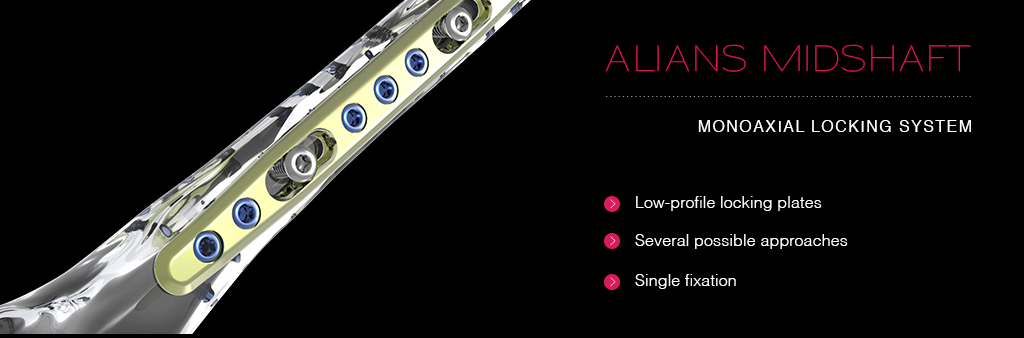 ALIANS MIDSHAFT
MONOAXIAL LOCKING SYSTEM
Low-profile locking plates
Several possible approaches
Single fixation